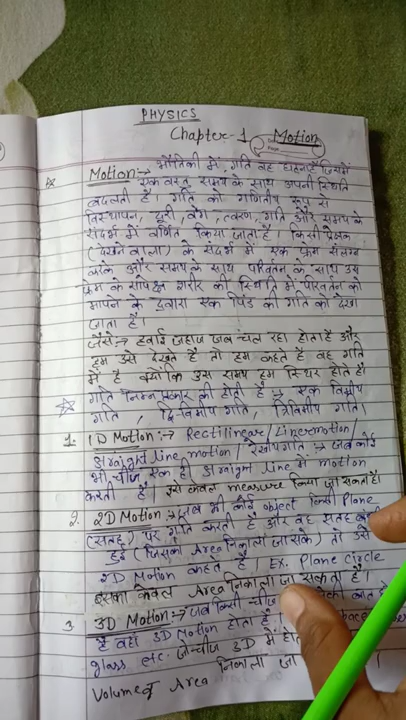 PHYSICS
Chapter-1 Motion
Motion:→ भौतिकी में, गति वह घटना है जिसमें
एक वस्तु समय के साथ अपनी स्थिति
बदलती है। गति को गणितीय रूप से
विस्थापन, दूरी, वेग, त्वरण, गति और समय के
संदर्भ में वर्णित किया जाता है। किसी प्रेक्षक
(देखने वाला) के संदर्भ में एक फ्रेम संलग्न
करके और समय के साथ परिवर्तन के साथ उस
फ्रेम के सापेक्ष शरीर की स्थिति में परिवर्तन को
मापने के द्वारा एक पिंड की गति को देखा
जाता है।
जैसे→ हवाई जहाज जब चल रहा होता है और
हम उसे देखते हैं तो हम कहते हैं वह गति
में है क्योंकि उस समय हम स्थिर होते हैं।
गति निम्न प्रकार की होती है:→ एक विमीय
गति, द्वि-विमीय गति, त्रिविमीय गति।
1. 1D Motion:→ Rectilinear/Linermotion/
Straight line motion/रेखीय गति:→ जब कोई
भी चीज एक ही straight line में motion
करती है। इसे केवल measure किया जा सकता है।
2. 2D Motion:→ जब भी कोई object किसी Plane
(सतह) पर गति करती है और वह सतह
हुई (जिसका Area निकाला जा सके) तो उसे
2D Motion कहते हैं। Ex. Plane Circle
इसका केवल Area निकाला जा सकता है।
3. 3D Motion:→ जब किसी चीज
है वहां 3D Motion होता है।
glass etc. जो चीज 3D में
Volume व Area निकाला जा